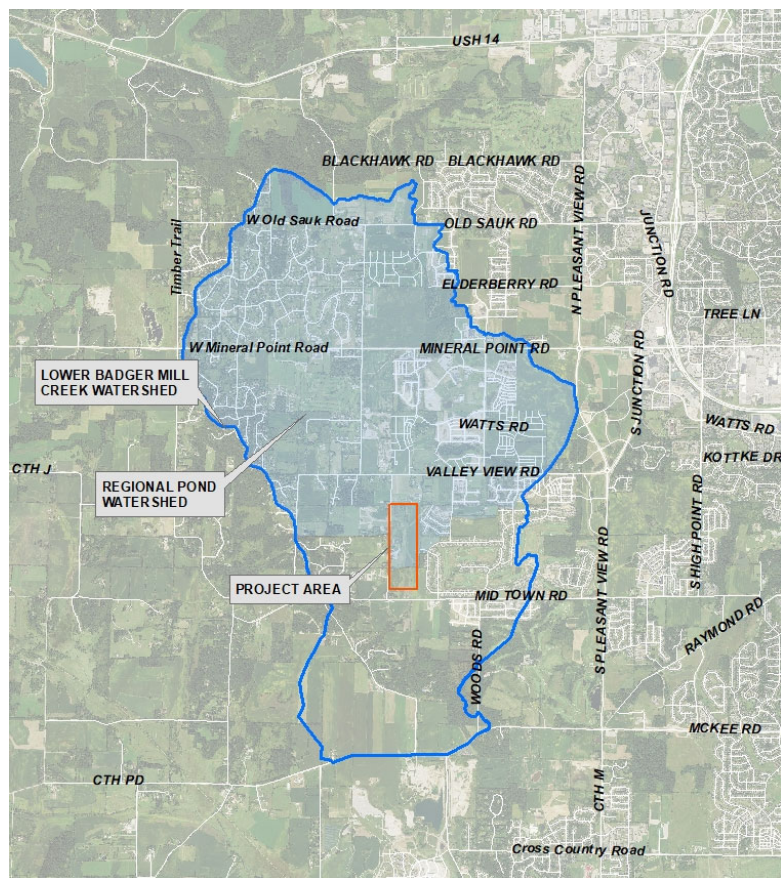 USH 14
BLACKHAWK RD
BLACKHAWK RD
N PLEASANT VIEW RD
JUNCTION RD
W Old Sauk Road
OLD SAUK RD
Timber Trail
ELDERBERRY RD
TREE LN
W Mineral Point Road
MINERAL POINT RD
S JUNCTION RD
LOWER BADGER MILL
CREEK WATERSHED
WATTS RD
WATTS RD
KOTTKE DR
CTH J
VALLEY VIEW RD
REGIONAL POND
WATERSHED
S HIGH POINT RD
S PLEASANT VIEW RD
PROJECT AREA
MID TOWN RD
RAYMOND RD
WOODS RD
MCKEE RD
CTH PD
CTH M
Cross Country Road